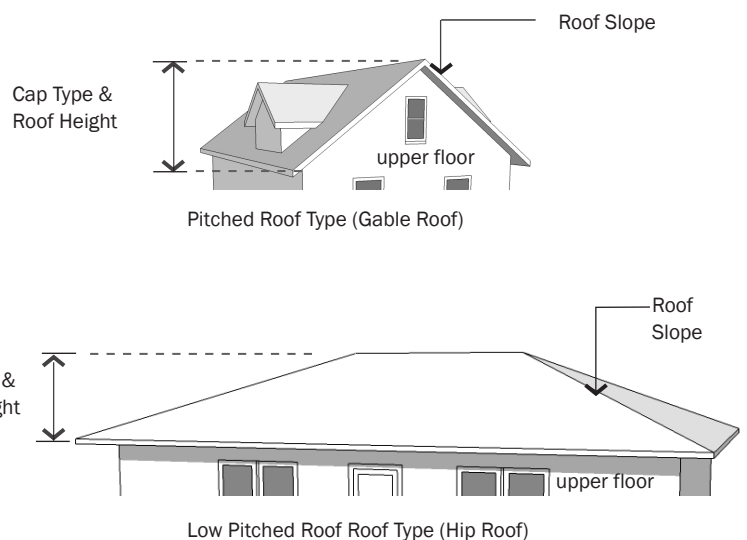 Roof Slope
Cap Type &
Roof Height
upper floor
Pitched Roof Type (Gable Roof)
Roof
Slope
&
upper floor
Low Pitched Roof Roof Type (Hip Roof)